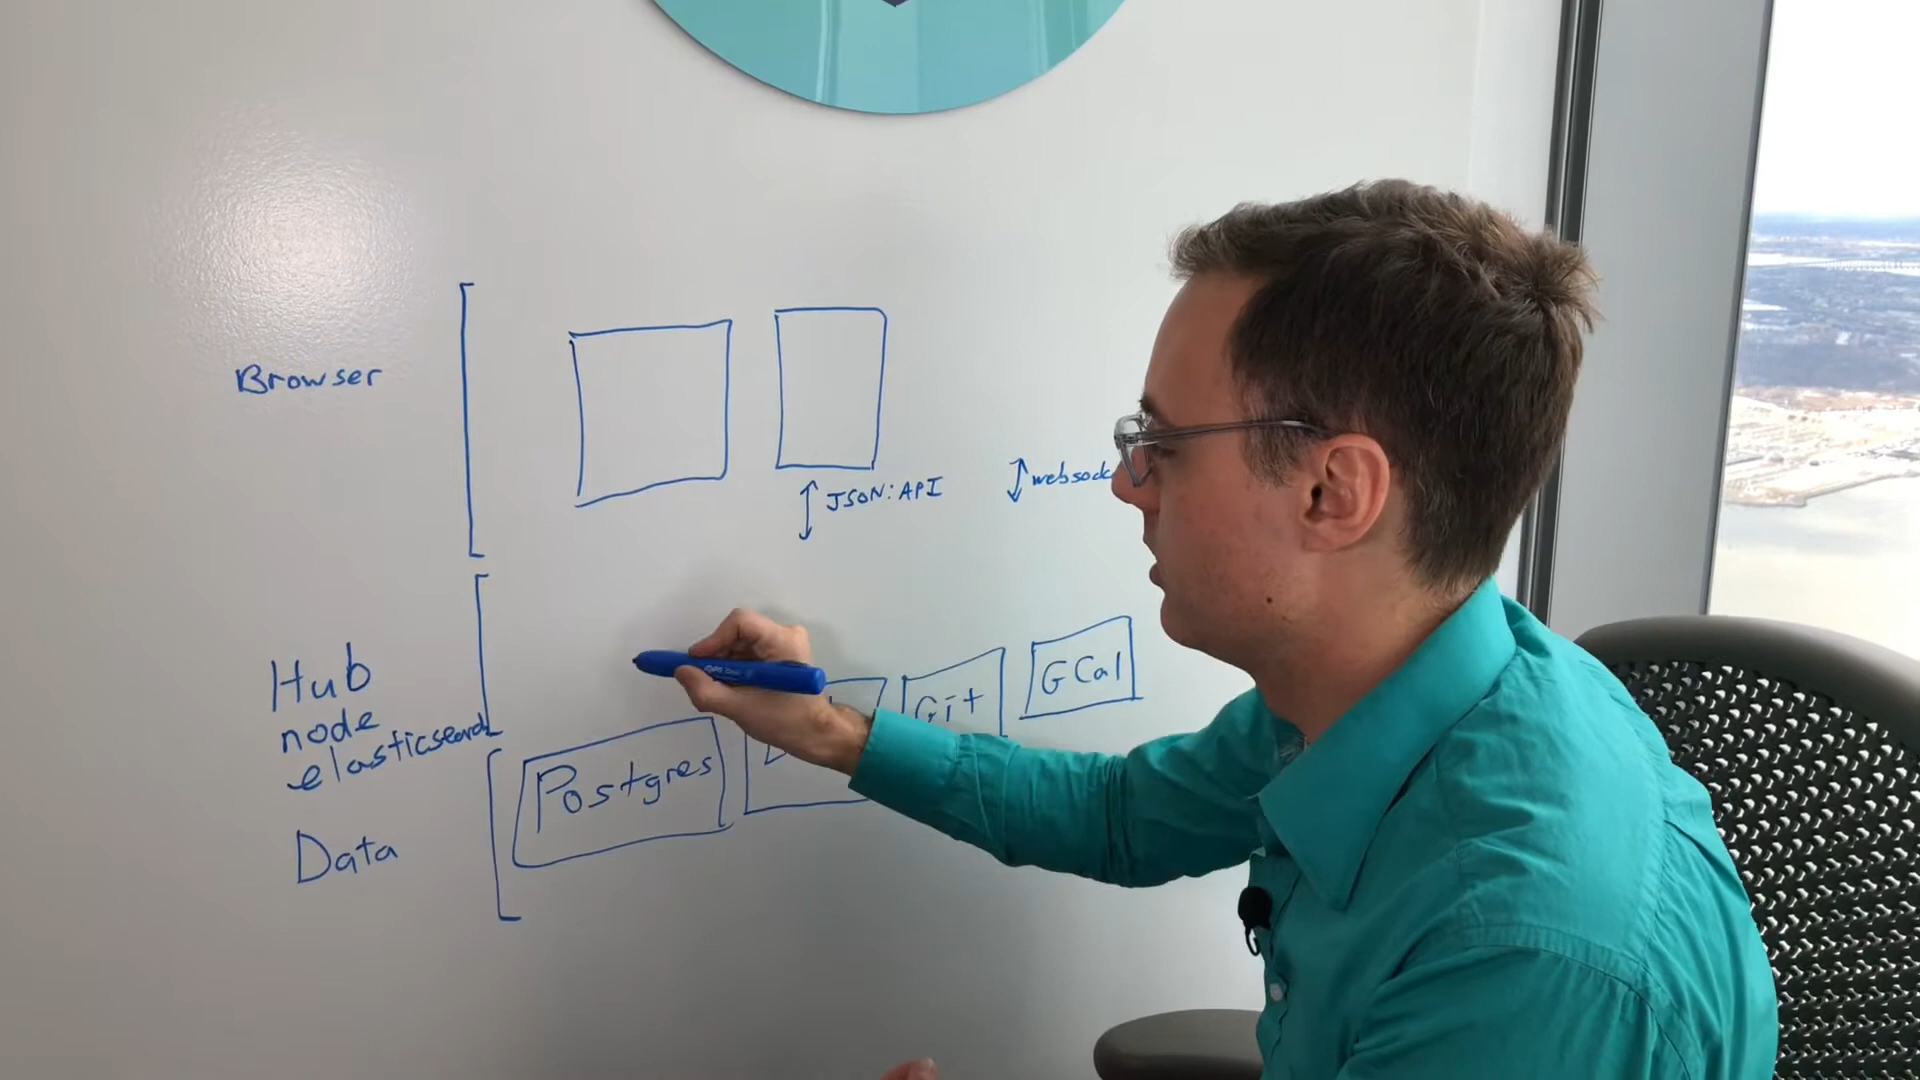 Browser
JSON:API
websock
Hub
node
elasticsearch
Postgres
Git
GCal
Data